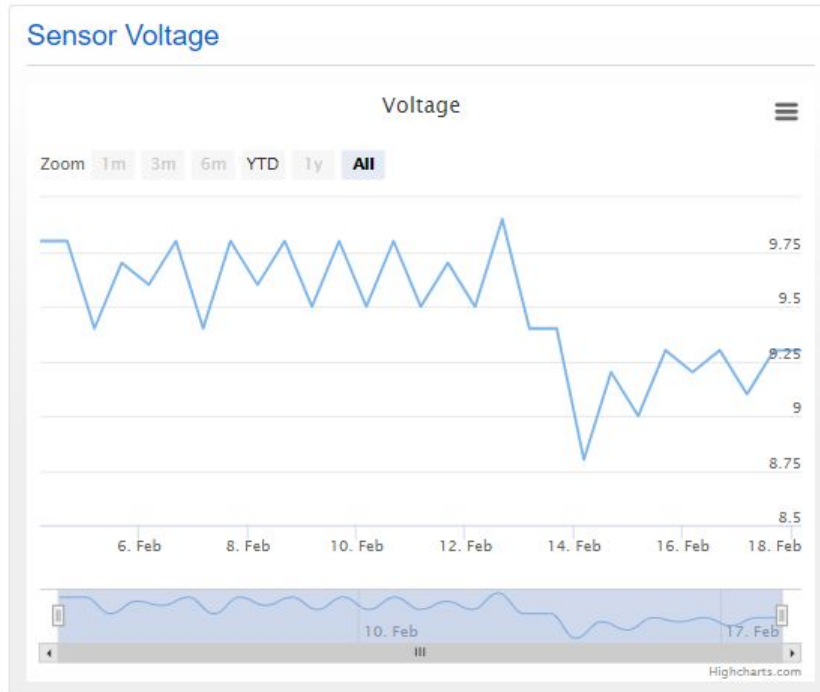 Sensor Voltage
Voltage
Zoom 1m 3m 6m YTD 1y All
9.75
9.5
9.25
9
8.75
8.5
6. Feb 8. Feb 10. Feb 12. Feb 14. Feb 16. Feb 18. Feb
10. Feb 17. Feb
Highcharts.com